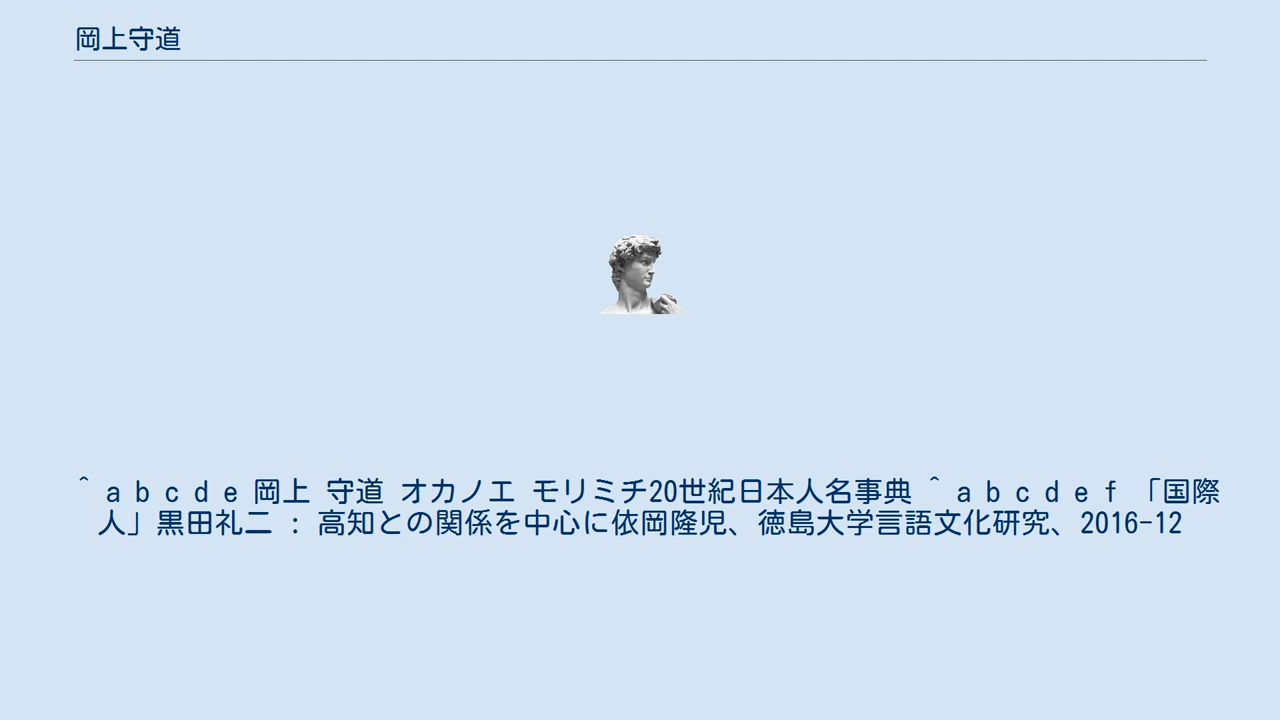 岡上守道
^ a b c d e 岡上 守道 オカノエ モリミチ20世紀日本人名事典 ^ a b c d e f 「国際
人」黒田礼二 : 高知との関係を中心に依岡隆児、徳島大学言語文化研究、2016-12